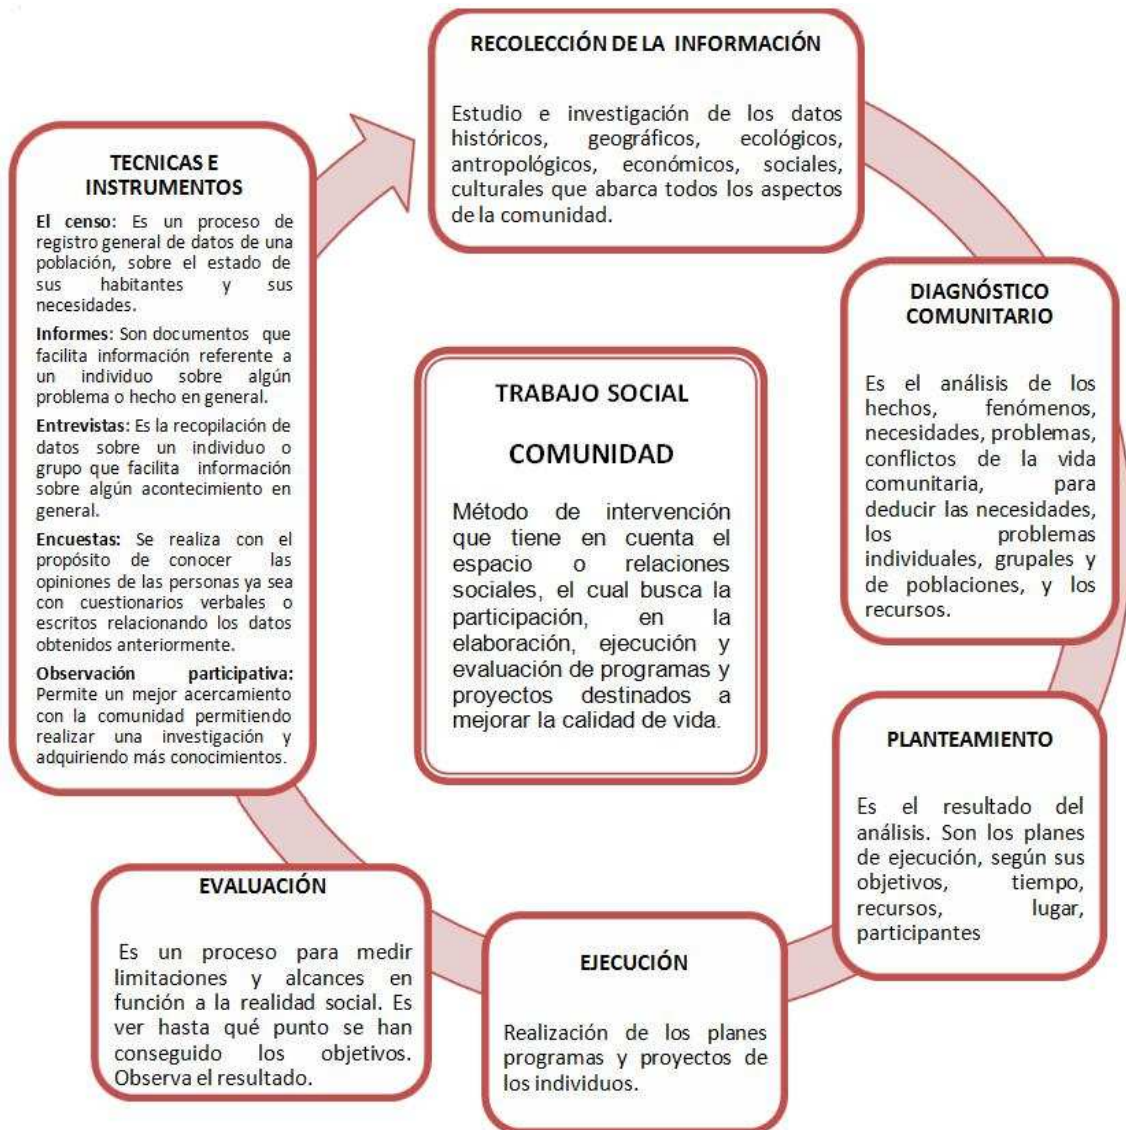 RECOLECCIÓN DE LA INFORMACIÓN
Estudio e investigación de los datos
históricos, geográficos, ecológicos,
antropológicos, económicos, sociales,
culturales que abarca todos los aspectos
de la comunidad.
DIAGNÓSTICO
COMUNITARIO
Es el análisis de los
hechos, fenómenos,
necesidades, problemas,
conflictos de la vida
comunitaria, para
deducir las necesidades,
los problemas
individuales, grupales y
de poblaciones, y los
recursos.
PLANTEAMIENTO
Es el resultado del
análisis. Son los planes
de ejecución, según sus
objetivos, tiempo,
recursos, lugar,
participantes
EJECUCIÓN
Realización de los planes
programas y proyectos de
los individuos.
EVALUACIÓN
Es un proceso para medir
limitaciones y alcances en
función a la realidad social. Es
ver hasta qué punto se han
conseguido los objetivos.
Observa el resultado.
TECNICAS E
INSTRUMENTOS
El censo: Es un proceso de
registro general de datos de una
población, sobre el estado de
sus habitantes y sus
necesidades.
Informes: Son documentos que
facilita información referente a
un individuo sobre algún
problema o hecho en general.
Entrevistas: Es la recopilación de
datos sobre un individuo o
grupo que facilita información
sobre algún acontecimiento en
general.
Encuestas: Se realiza con el
propósito de conocer las
opiniones de las personas ya sea
con cuestionarios verbales o
escritos relacionando los datos
obtenidos anteriormente.
Observación participativa:
Permite un mejor acercamiento
con la comunidad permitiendo
realizar una investigación y
adquiriendo más conocimientos.
TRABAJO SOCIAL
COMUNIDAD
Método de intervención
que tiene en cuenta el
espacio o relaciones
sociales, el cual busca la
participación, en la
elaboración, ejecución y
evaluación de programas y
proyectos destinados a
mejorar la calidad de vida.